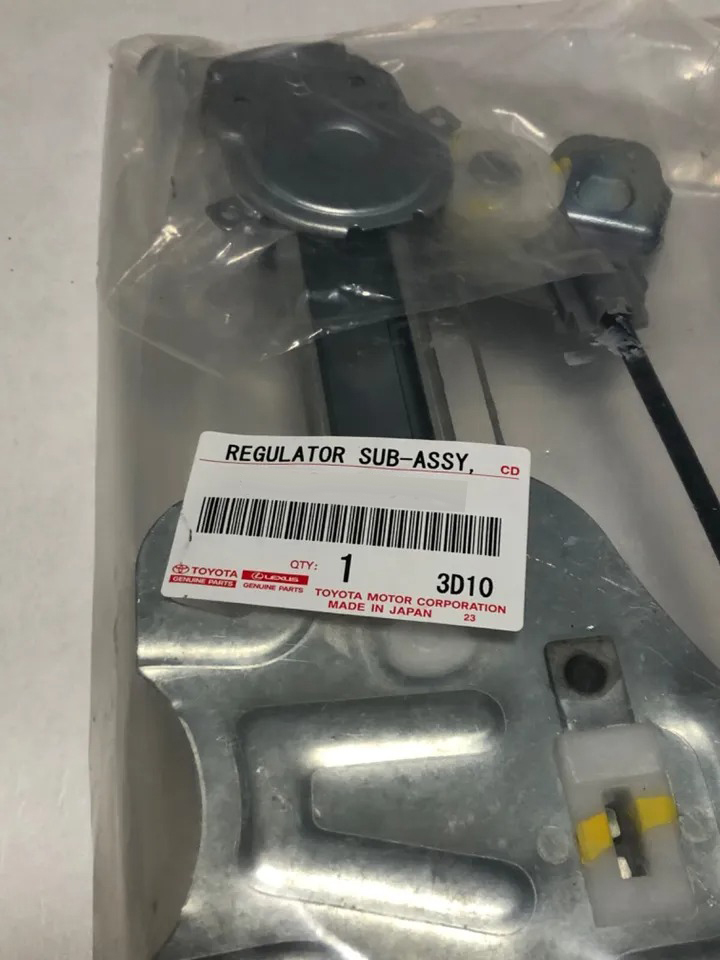 REGULATOR SUB-ASSY, CD
QTY: 1 3D10
TOYOTA LEXUS
GENUINE PARTS GENUINE PARTS
TOYOTA MOTOR CORPORATION
MADE IN JAPAN 23